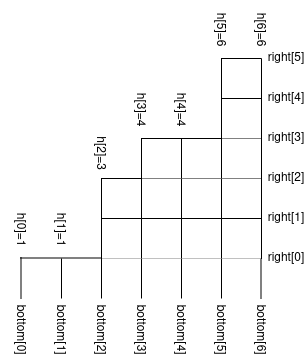 h[0]=1
h[1]=1
h[2]=3
h[3]=4
h[4]=4
h[5]=6
h[6]=6
right[5]
right[4]
right[3]
right[2]
right[1]
right[0]
bottom[0]
bottom[1]
bottom[2]
bottom[3]
bottom[4]
bottom[5]
bottom[6]